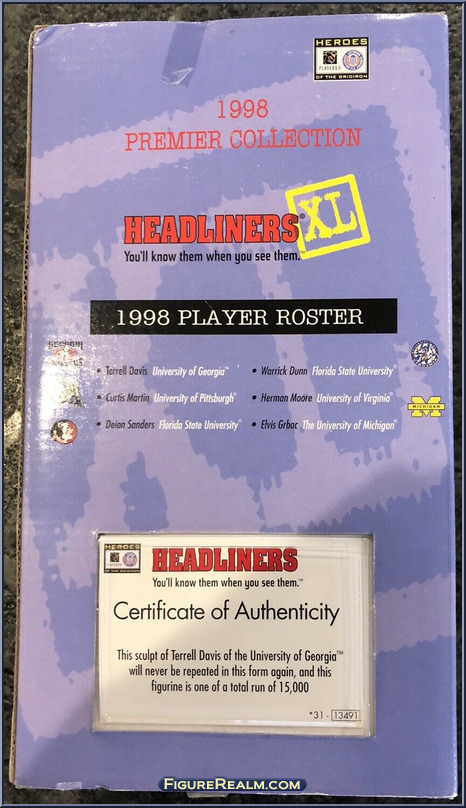 HEROES
PLAYERS
OF THE GRIDIRON
1998
PREMIER COLLECTION
HEADLINERS® XL
You'll know them when you see them.™
1998 PLAYER ROSTER
• Terrell Davis University of Georgia™
• Curtis Martin University of Pittsburgh®
• Deion Sanders Florida State University®
• Warrick Dunn Florida State University®
• Herman Moore University of Virginia®
• Elvis Grbac The University of Michigan®
MICHIGAN
HEROES
OF THE GRIDIRON
HEADLINERS
You'll know them when you see them.™
Certificate of Authenticity
This sculpt of Terrell Davis of the University of Georgia™
will never be repeated in this form again, and this
figurine is one of a total run of 15,000
*31 - 13491
FIGUREREALM.COM